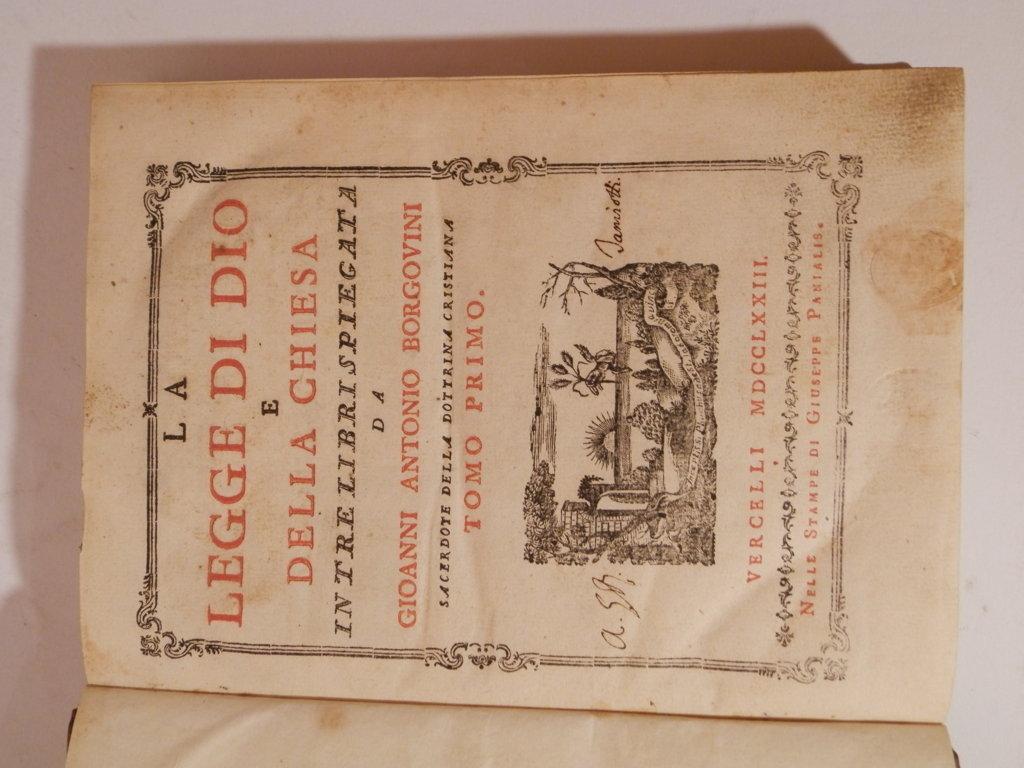 LA
LEGGE DI DIO
E
DELLA CHIESA
IN TRE LIBRI SPIEGATA
DA
GIOANNI ANTONIO BORGOVINI
SACERDOTE DELLA DOTRINA CRISTIANA
TOMO PRIMO.
VERCELLI MDCCLXXIII.
NELLE STAMPE DI GIUSEPPE PANIALIS.